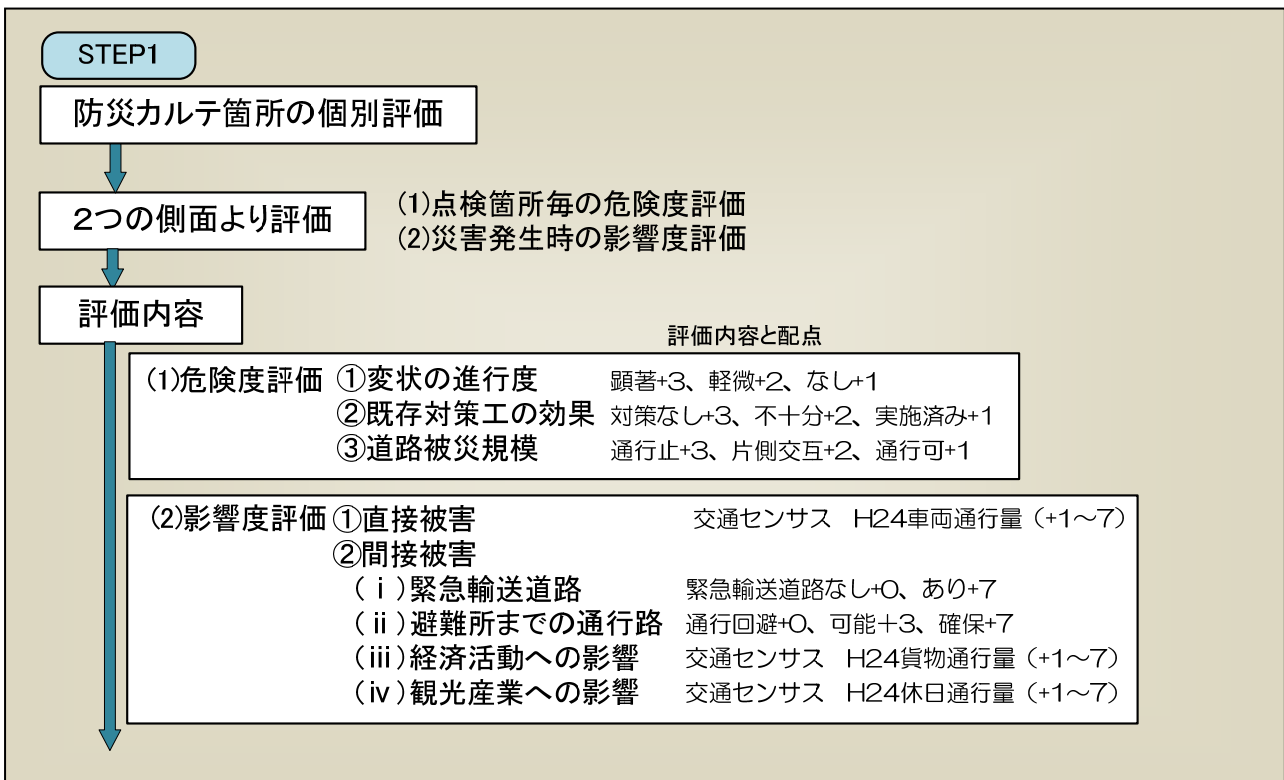 STEP1
防災カルテ箇所の個別評価
2つの側面より評価
(1)点検箇所毎の危険度評価
(2)災害発生時の影響度評価
評価内容
評価内容と配点
(1)危険度評価 ①変状の進行度 顕著+3、軽微+2、なし+1
②既存対策工の効果 対策なし+3、不十分+2、実施済み+1
③道路被災規模 通行止+3、片側交互+2、通行可+1
(2)影響度評価 ①直接被害 交通センサス H24車両通行量（+1～7）
②間接被害
(ⅰ)緊急輸送道路 緊急輸送道路なし+0、あり+7
(ⅱ)避難所までの通行路 通行回避+0、可能＋3、確保+7
(ⅲ)経済活動への影響 交通センサス H24貨物通行量（+1～7）
(ⅳ)観光産業への影響 交通センサス H24休日通行量（+1～7）